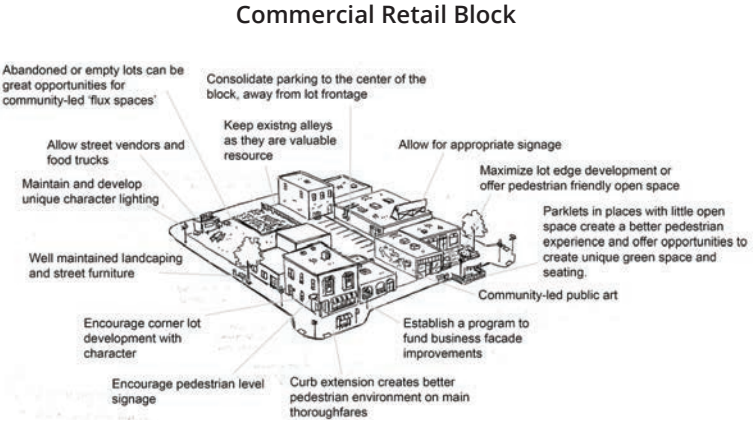 Commercial Retail Block
Abandoned or empty lots can be
great opportunities for
community-led 'flux spaces'
Consolidate parking to the center of the
block, away from lot frontage
Keep existng alleys
as they are valuable
resource
Allow for appropriate signage
Allow street vendors and
food trucks
Maximize lot edge development or
offer pedestrian friendly open space
Maintain and develop
unique character lighting
Parklets in places with little open
space create a better pedestrian
experience and offer opportunities to
create unique green space and
seating.
Well maintained landcaping
and street furniture
Community-led public art
Encourage corner lot
development with
character
Establish a program to
fund business facade
improvements
Encourage pedestrian level
signage
Curb extension creates better
pedestrian environment on main
thoroughfares